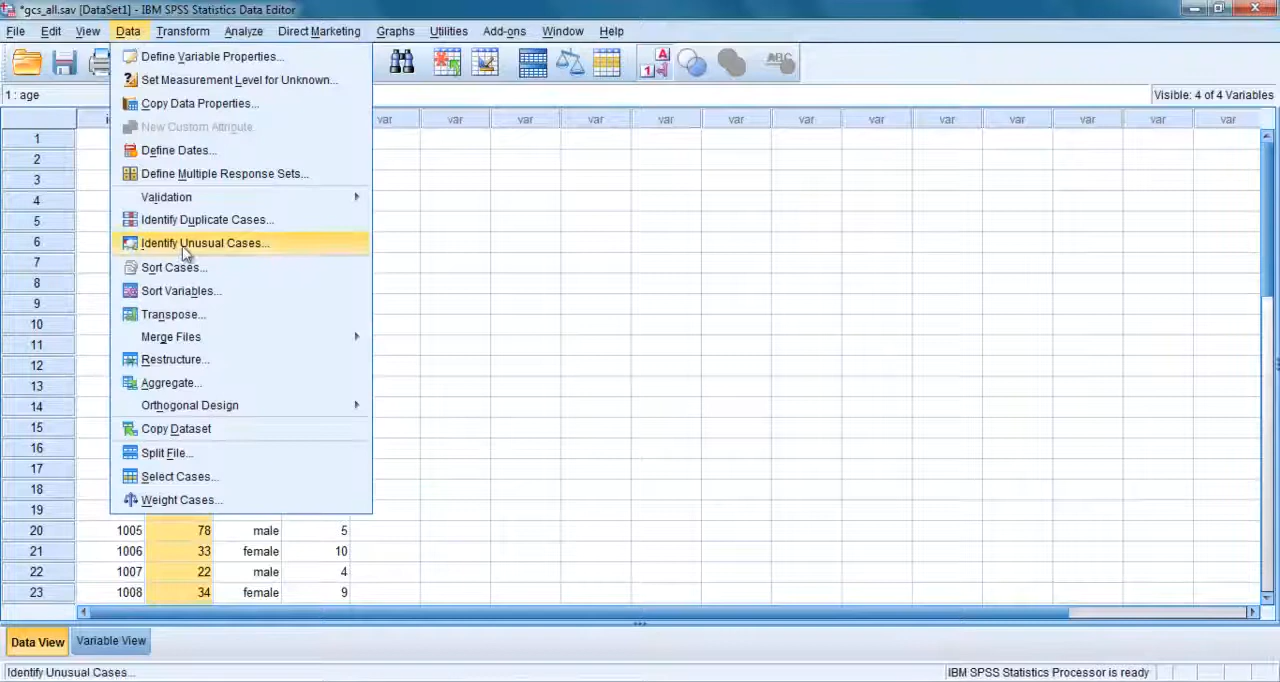 *gcs_all.sav [DataSet1] - IBM SPSS Statistics Data Editor
File Edit View Data Transform Analyze Direct Marketing Graphs Utilities Add-ons Window Help
1 : age
Visible: 4 of 4 Variables
var var var var var var var var var var var var var
Define Variable Properties...
Set Measurement Level for Unknown...
Copy Data Properties...
New Custom Attribute...
Define Dates...
Define Multiple Response Sets...
Validation
Identify Duplicate Cases...
Identify Unusual Cases...
Sort Cases...
Sort Variables...
Transpose...
Merge Files
Restructure...
Aggregate...
Orthogonal Design
Copy Dataset
Split File...
Select Cases...
Weight Cases...
1
2
3
4
5
6
7
8
9
10
11
12
13
14
15
16
17
18
19
20 1005 78 male 5
21 1006 33 female 10
22 1007 22 male 4
23 1008 34 female 9
Data View Variable View
Identify Unusual Cases...
IBM SPSS Statistics Processor is ready